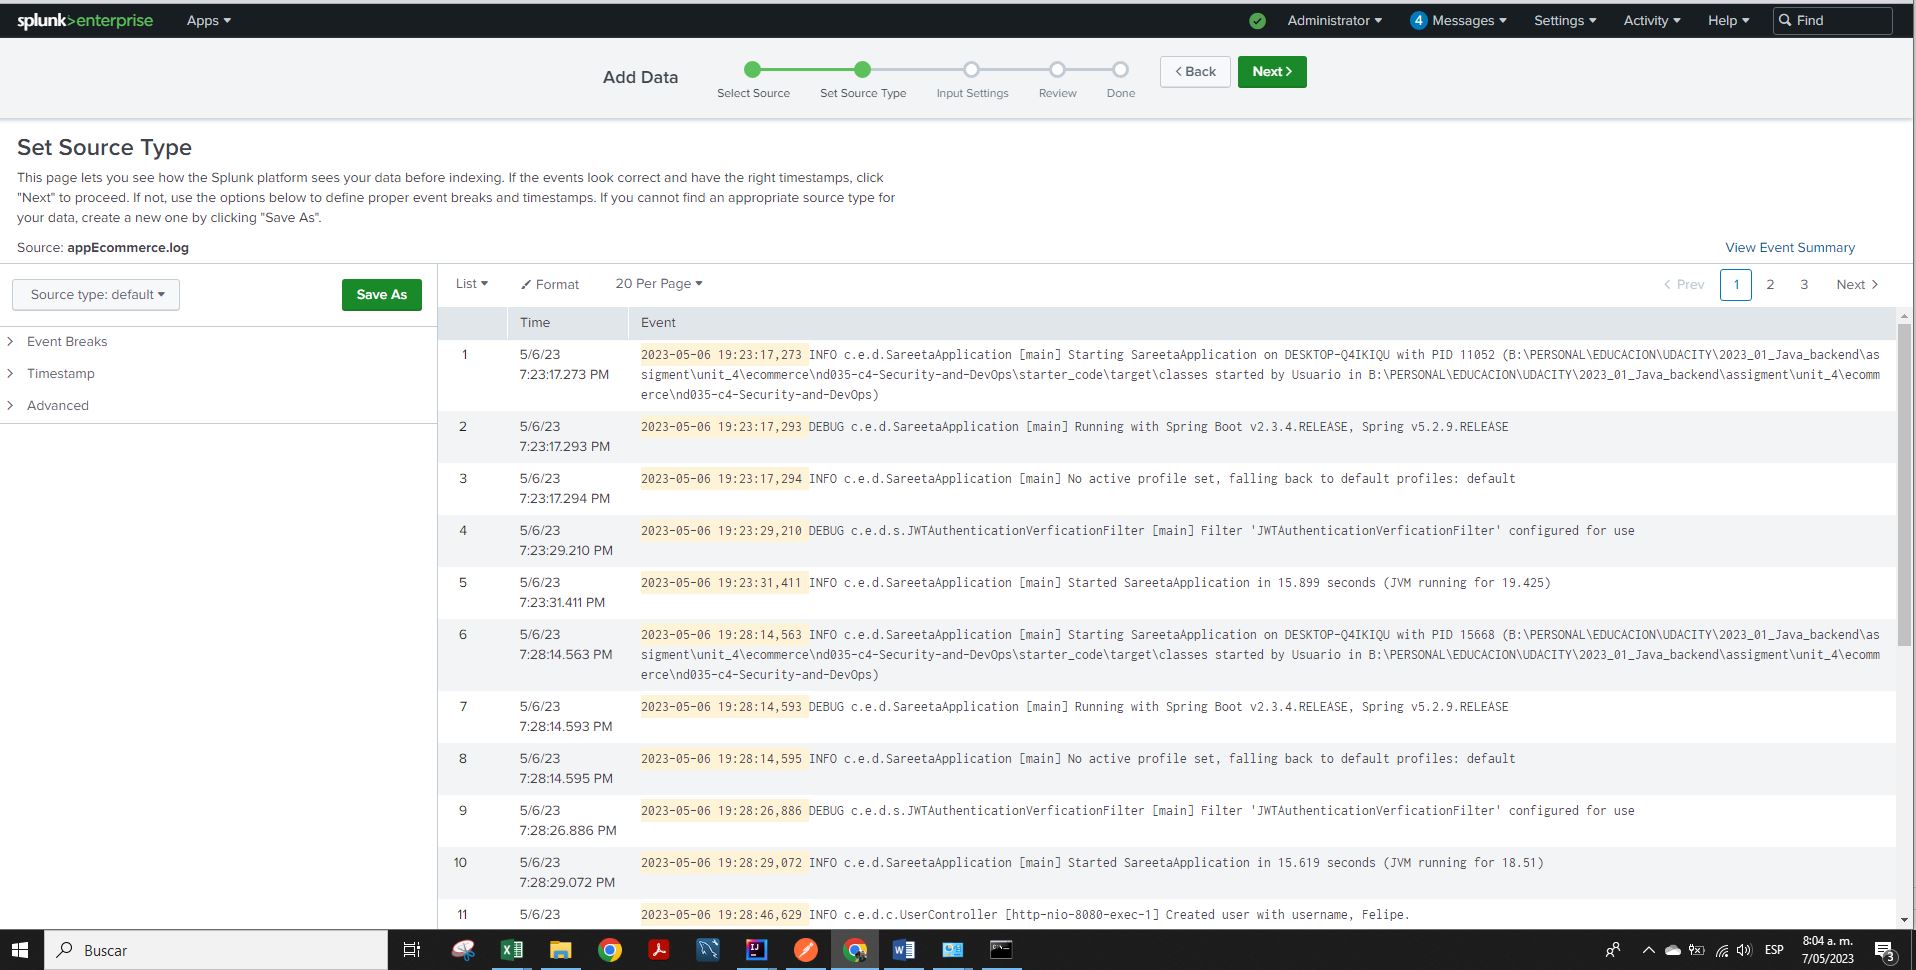 splunk>enterprise Apps Administrator 4 Messages Settings Activity Help Find
Add Data Select Source Set Source Type Input Settings Review Done Back Next
Set Source Type
This page lets you see how the Splunk platform sees your data before indexing. If the events look correct and have the right timestamps, click
"Next" to proceed. If not, use the options below to define proper event breaks and timestamps. If you cannot find an appropriate source type for
your data, create a new one by clicking "Save As".
Source: appEcommerce.log
View Event Summary
Source type: default
Save As
Event Breaks
Timestamp
Advanced
List Format 20 Per Page
Prev 1 2 3 Next
Time Event
1 5/6/23 2023-05-06 19:23:17,273 INFO c.e.d.SareetaApplication [main] Starting SareetaApplication on DESKTOP-Q4IKIQU with PID 11052 (B:\PERSONAL\EDUCACION\UDACITY\2023_01_Java_backend\as
7:23:17.273 PM sigment\unit_4\ecommerce\nd035-c4-Security-and-DevOps\starter_code\target\classes started by Usuario in B:\PERSONAL\EDUCACION\UDACITY\2023_01_Java_backend\assigment\unit_4\ecomm
erce\nd035-c4-Security-and-DevOps)
2 5/6/23 2023-05-06 19:23:17,293 DEBUG c.e.d.SareetaApplication [main] Running with Spring Boot v2.3.4.RELEASE, Spring v5.2.9.RELEASE
7:23:17.293 PM
3 5/6/23 2023-05-06 19:23:17,294 INFO c.e.d.SareetaApplication [main] No active profile set, falling back to default profiles: default
7:23:17.294 PM
4 5/6/23 2023-05-06 19:23:29,210 DEBUG c.e.d.s.JWTAuthenticationVerficationFilter [main] Filter 'JWTAuthenticationVerficationFilter' configured for use
7:23:29.210 PM
5 5/6/23 2023-05-06 19:23:31,411 INFO c.e.d.SareetaApplication [main] Started SareetaApplication in 15.899 seconds (JVM running for 19.425)
7:23:31.411 PM
6 5/6/23 2023-05-06 19:28:14,563 INFO c.e.d.SareetaApplication [main] Starting SareetaApplication on DESKTOP-Q4IKIQU with PID 15668 (B:\PERSONAL\EDUCACION\UDACITY\2023_01_Java_backend\as
7:28:14.563 PM sigment\unit_4\ecommerce\nd035-c4-Security-and-DevOps\starter_code\target\classes started by Usuario in B:\PERSONAL\EDUCACION\UDACITY\2023_01_Java_backend\assigment\unit_4\ecomm
erce\nd035-c4-Security-and-DevOps)
7 5/6/23 2023-05-06 19:28:14,593 DEBUG c.e.d.SareetaApplication [main] Running with Spring Boot v2.3.4.RELEASE, Spring v5.2.9.RELEASE
7:28:14.593 PM
8 5/6/23 2023-05-06 19:28:14,595 INFO c.e.d.SareetaApplication [main] No active profile set, falling back to default profiles: default
7:28:14.595 PM
9 5/6/23 2023-05-06 19:28:26,886 DEBUG c.e.d.s.JWTAuthenticationVerficationFilter [main] Filter 'JWTAuthenticationVerficationFilter' configured for use
7:28:26.886 PM
10 5/6/23 2023-05-06 19:28:29,072 INFO c.e.d.SareetaApplication [main] Started SareetaApplication in 15.619 seconds (JVM running for 18.51)
7:28:29.072 PM
11 5/6/23 2023-05-06 19:28:46,629 INFO c.e.d.c.UserController [http-nio-8080-exec-1] Created user with username, Felipe.
Buscar ESP 8:04 a. m.
7/05/2023 3